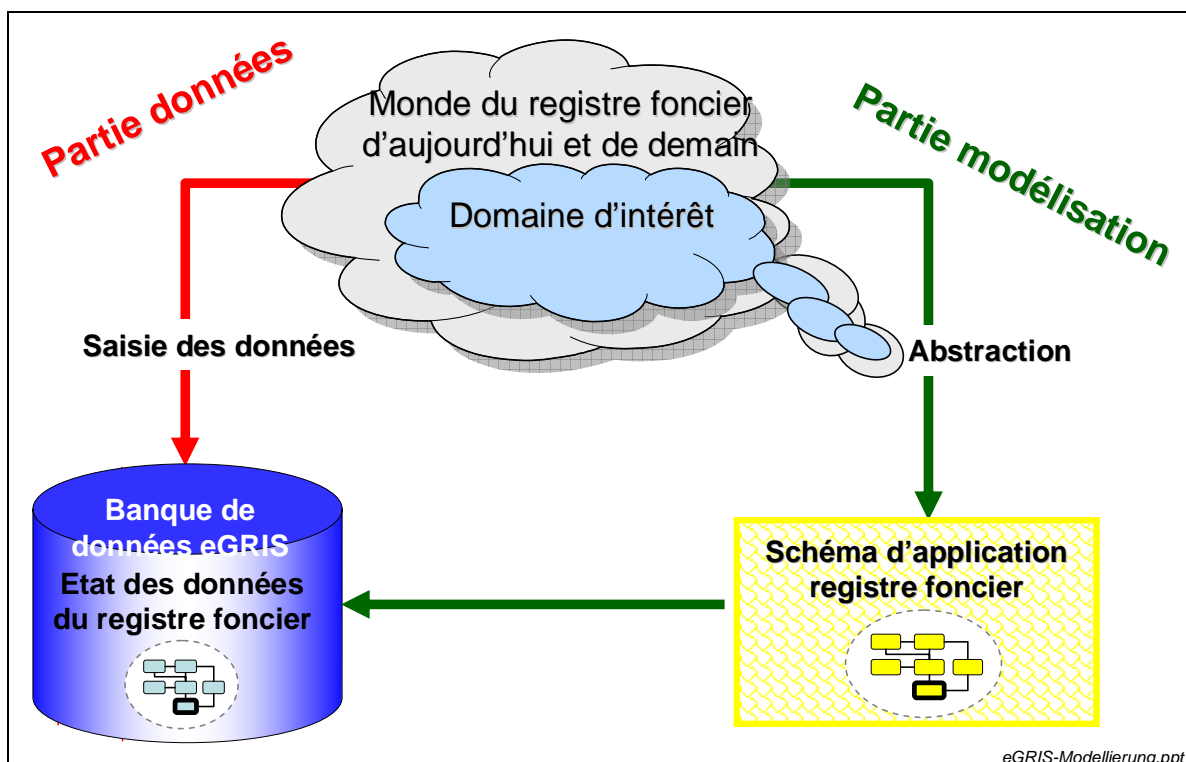 Partie données
Monde du registre foncier
d'aujourd'hui et de demain
Partie modélisation
Domaine d'intérêt
Saisie des données
Abstraction
Banque de
données eGRIS
Etat des données
du registre foncier
Schéma d'application
registre foncier
eGRIS-Modellierung.ppt